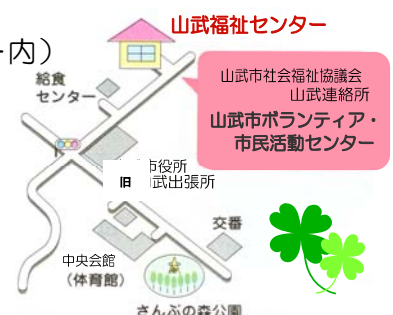 山武福祉センター
内）
給食
センター
山武市社会福祉協議会
山武連絡所
山武市ボランティア・
市民活動センター
市役所
旧 武出張所
交番
中央会館
（体育館）
さんぶの森公園